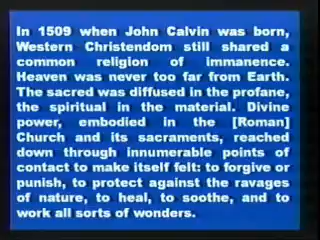 In 1509 when John Calvin was born,
Western Christendom still shared a
common religion of immanence.
Heaven was never too far from Earth.
The sacred was diffused in the profane,
the spiritual in the material. Divine
power, embodied in the [Roman]
Church and its sacraments, reached
down through innumerable points of
contact to make itself felt: to forgive or
punish, to protect against the ravages
of nature, to heal, to soothe, and to
work all sorts of wonders.